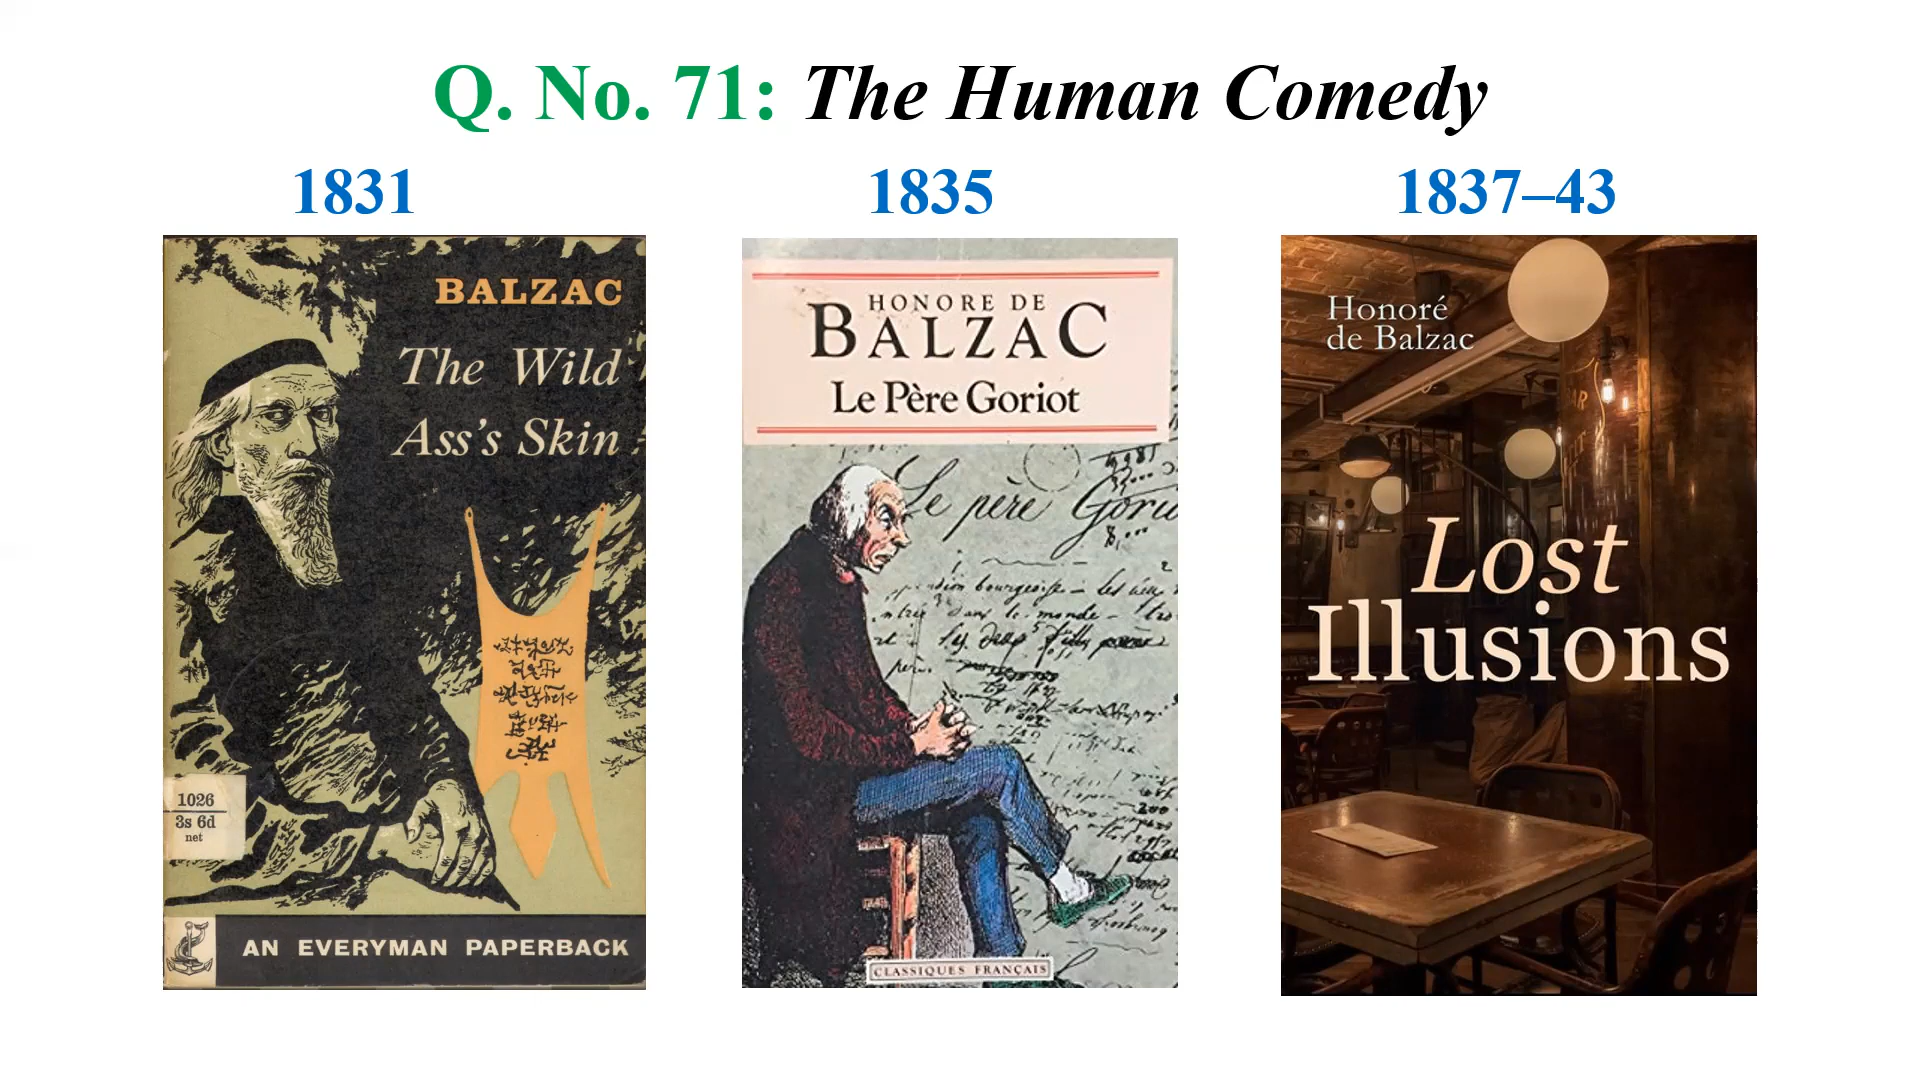 Q. No. 71: The Human Comedy
1831
1835
1837–43
BALZAC
The Wild
Ass's Skin
1026
3s 6d
net
AN EVERYMAN PAPERBACK
HONORE DE
BALZAC
Le Père Goriot
Le père Gorio
CLASSIQUES FRANÇAIS
Honoré
de Balzac
Lost
Illusions